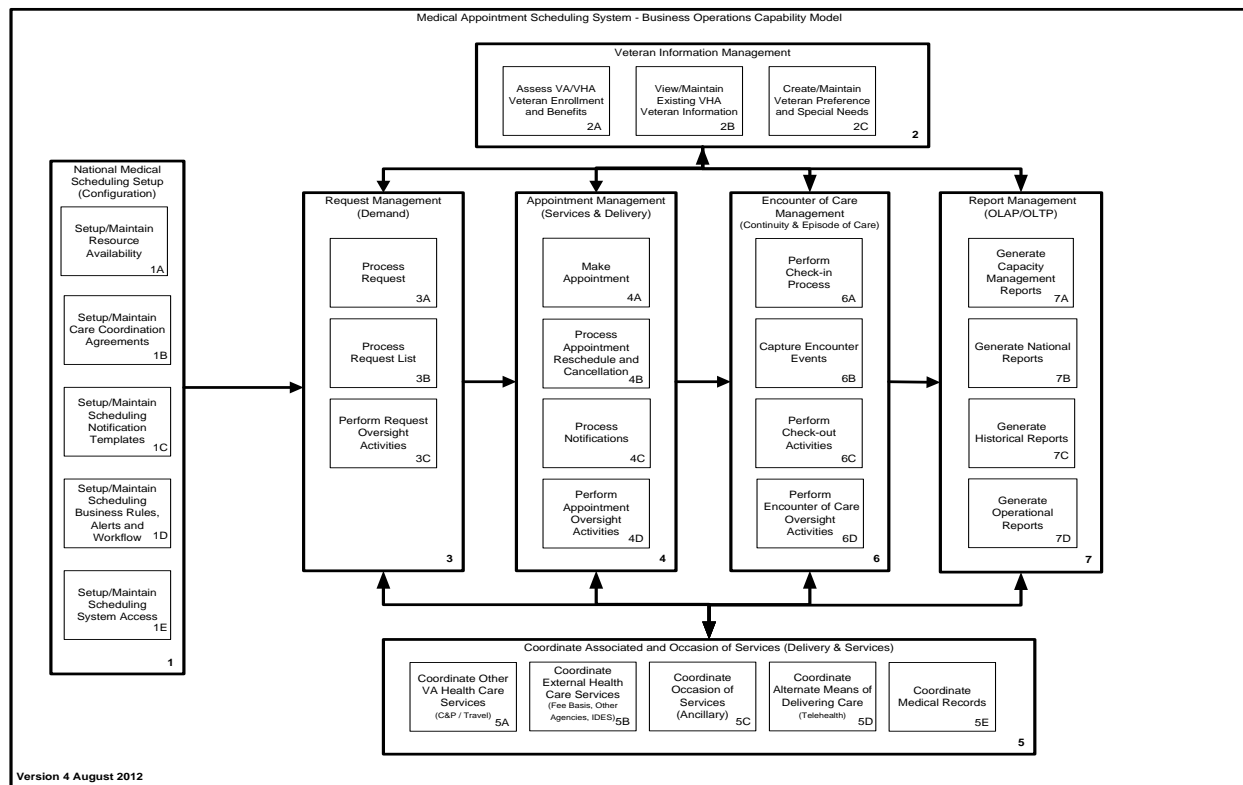 Medical Appointment Scheduling System - Business Operations Capability Model
Veteran Information Management
Assess VA/VHA
Veteran Enrollment
and Benefits
2A
View/Maintain
Existing VHA
Veteran Information
2B
Create/Maintain
Veteran Preference
and Special Needs
2C
2
National Medical
Scheduling Setup
(Configuration)
Setup/Maintain
Resource
Availability
1A
Setup/Maintain
Care Coordination
Agreements
1B
Setup/Maintain
Scheduling
Notification
Templates
1C
Setup/Maintain
Scheduling
Business Rules,
Alerts and
Workflow
1D
Setup/Maintain
Scheduling
System Access
1E
1
Request Management
(Demand)
Process
Request
3A
Process
Request List
3B
Perform Request
Oversight
Activities
3C
3
Appointment Management
(Services & Delivery)
Make
Appointment
4A
Process
Appointment
Reschedule and
Cancellation
4B
Process
Notifications
4C
Perform
Appointment
Oversight
Activities
4D
4
Encounter of Care
Management
(Continuity & Episode of Care)
Perform
Check-in
Process
6A
Capture Encounter
Events
6B
Perform
Check-out
Activities
6C
Perform
Encounter of Care
Oversight
Activities
6D
6
Report Management
(OLAP/OLTP)
Generate
Capacity
Management
Reports
7A
Generate National
Reports
7B
Generate
Historical Reports
7C
Generate
Operational
Reports
7D
7
Coordinate Associated and Occasion of Services (Delivery & Services)
Coordinate Other
VA Health Care
Services
(C&P / Travel)
5A
Coordinate
External Health
Care Services
(Fee Basis, Other
Agencies, IDES)
5B
Coordinate
Occasion of
Services
(Ancillary)
5C
Coordinate
Alternate Means of
Delivering Care
(Telehealth)
5D
Coordinate
Medical Records
5E
5
Version 4 August 2012